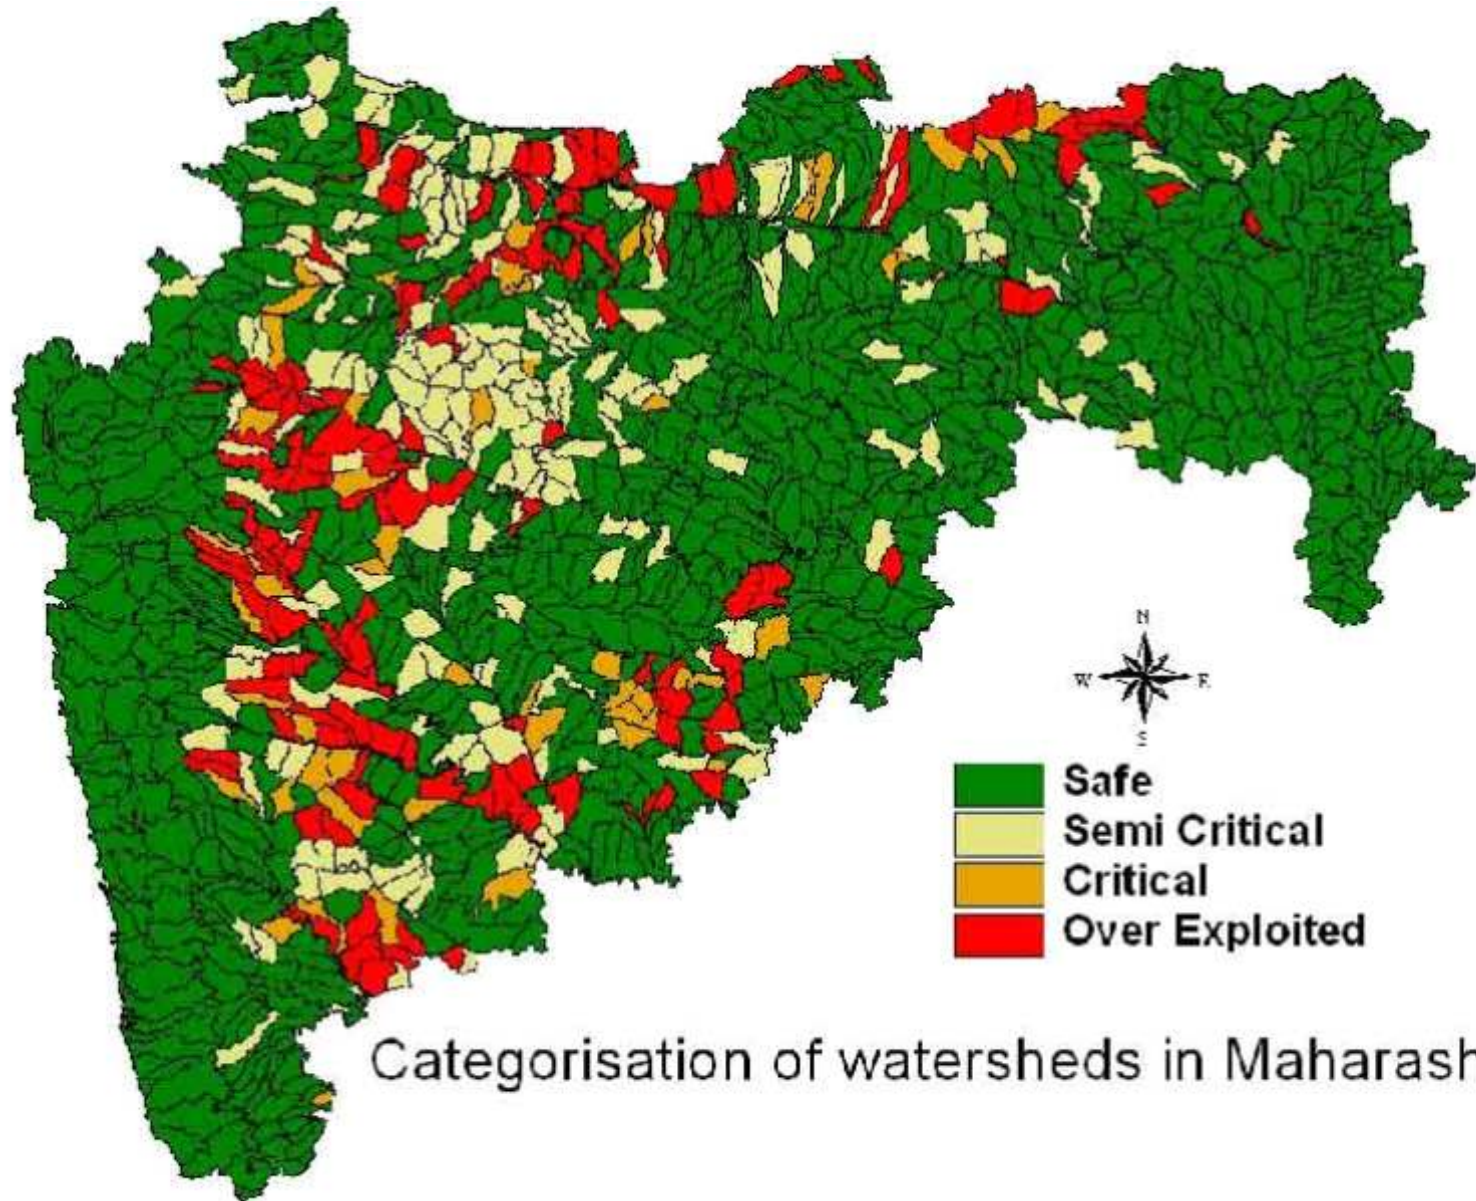 N
W E
S
Safe
Semi Critical
Critical
Over Exploited
Categorisation of watersheds in Maharash